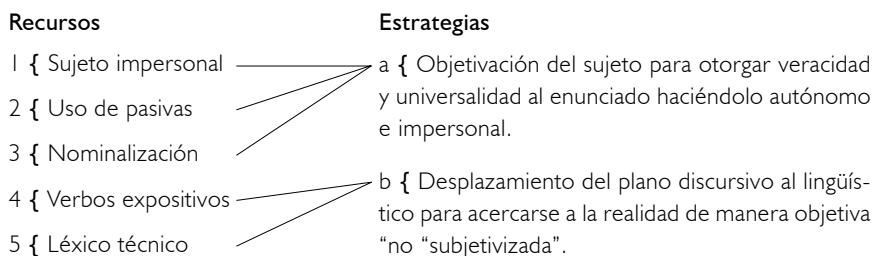 Recursos
1 { Sujeto impersonal
2 { Uso de pasivas
3 { Nominalización
4 { Verbos expositivos
5 { Léxico técnico
Estrategias
a { Objetivación del sujeto para otorgar veracidad
y universalidad al enunciado haciéndolo autónomo
e impersonal.
b { Desplazamiento del plano discursivo al lingüís-
tico para acercarse a la realidad de manera objetiva
“no “subjetivizada”.